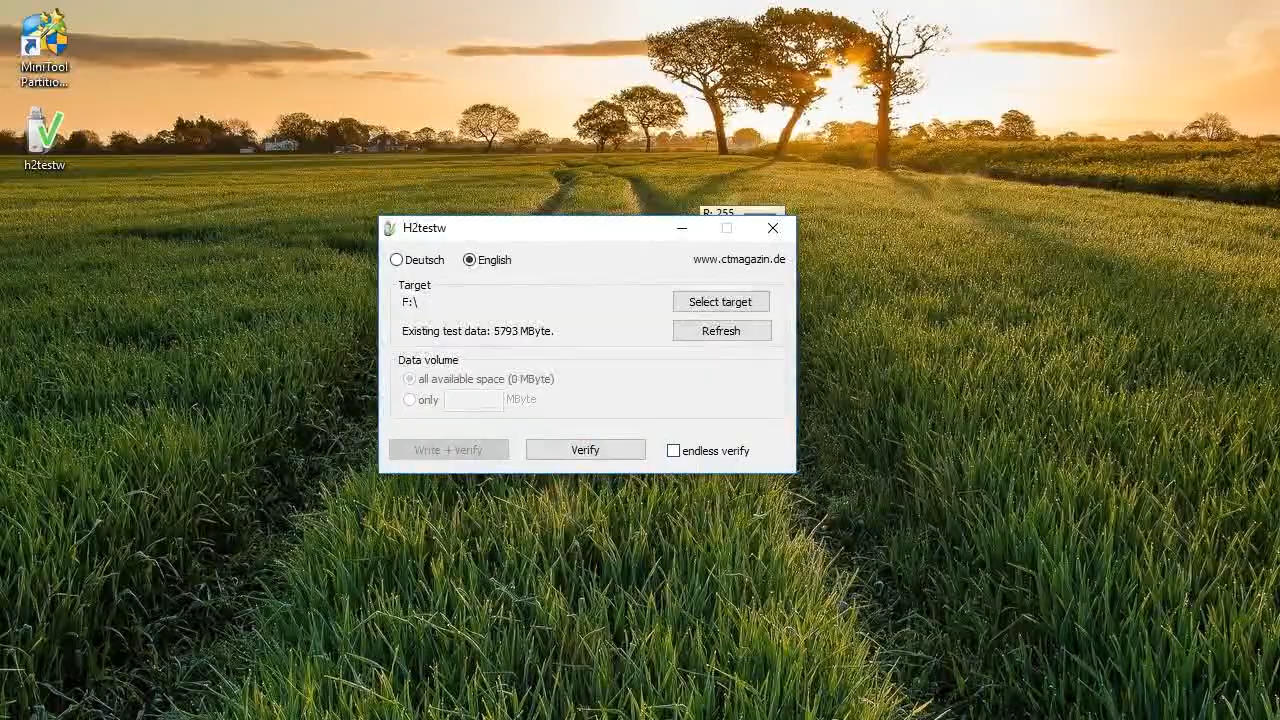 MiniTool
Partitio...
h2testw
R: 255
H2testw
Deutsch
English
www.ctmagazin.de
Target
F:\
Select target
Existing test data: 5793 MByte.
Refresh
Data volume
all available space (0 MByte)
only
MByte
Write + Verify
Verify
endless verify